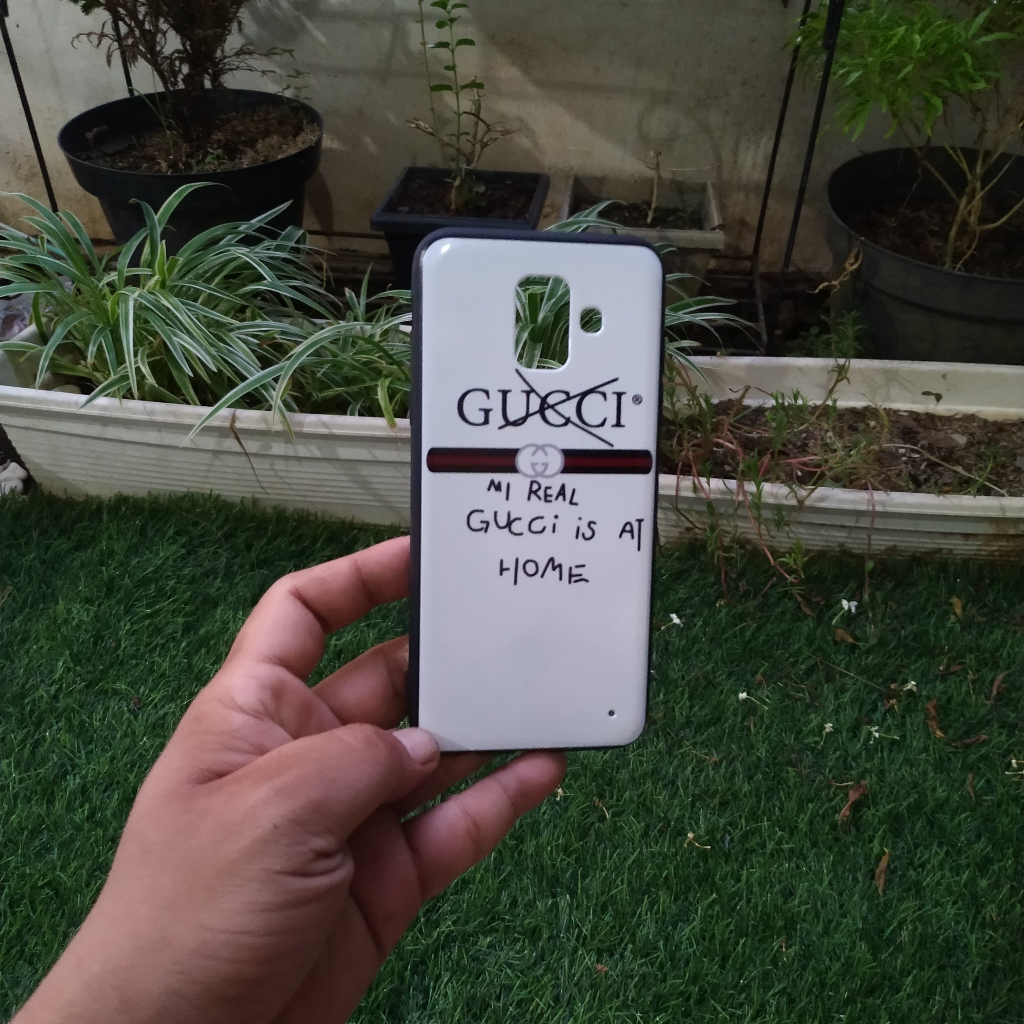 GUCCI®
MI REAL
GUCCi iS AT
HOME